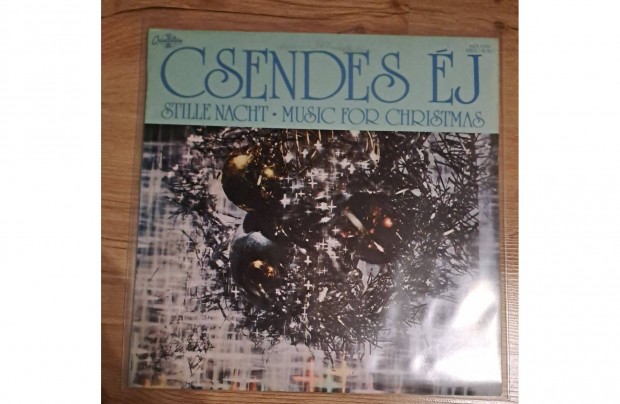 CSENDES ÉJ
STILLE NACHT • MUSIC FOR CHRISTMAS